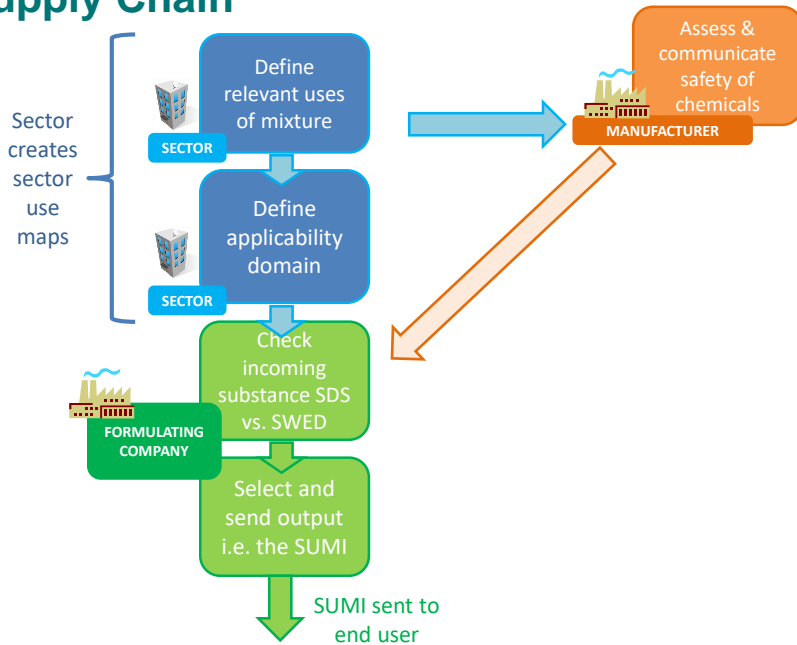 upply Chain
Define
relevant uses
of mixture
SECTOR
Assess &
communicate
safety of
chemicals
MANUFACTURER
Sector
creates
sector
use
maps
Define
applicability
domain
SECTOR
Check
incoming
substance SDS
vs. SWED
FORMULATING
COMPANY
Select and
send output
i.e. the SUMI
SUMI sent to
end user